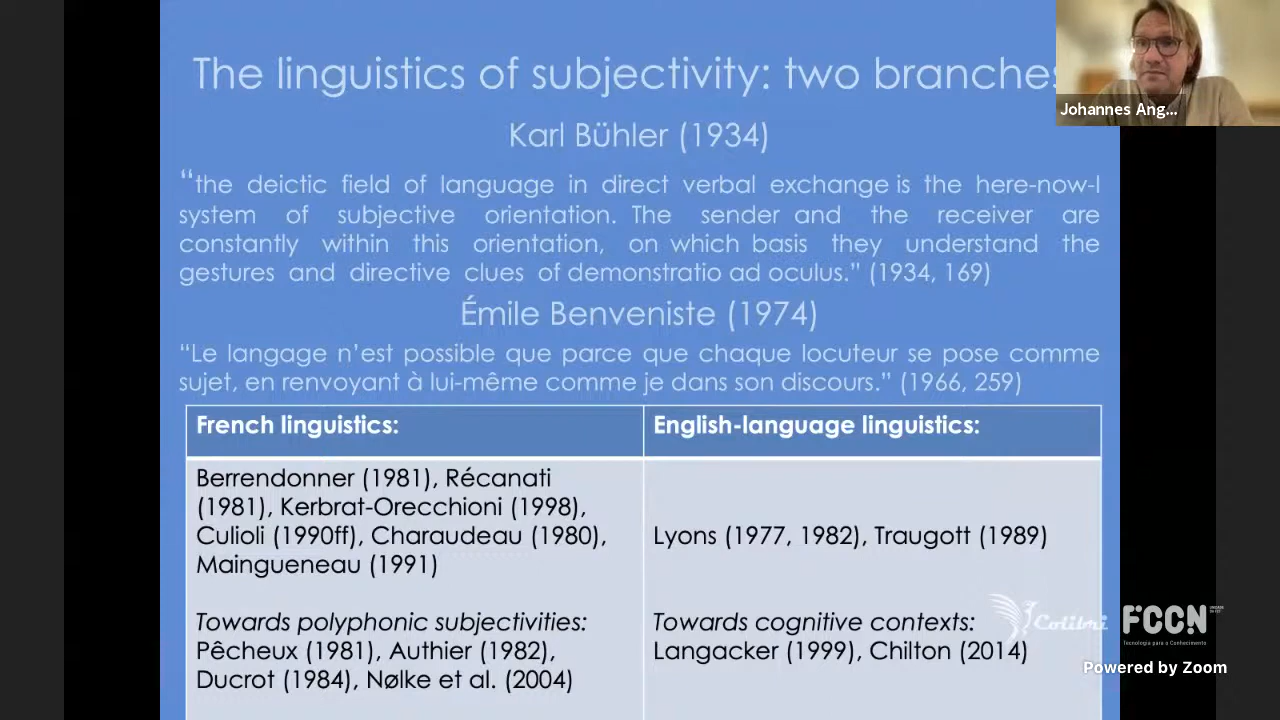 The linguistics of subjectivity: two branches
Johannes Ang...
Karl Bühler (1934)
“the deictic field of language in direct verbal exchange is the here-now-I
system of subjective orientation. The sender and the receiver are
constantly within this orientation, on which basis they understand the
gestures and directive clues of demonstratio ad oculus.” (1934, 169)
Émile Benveniste (1974)
“Le langage n’est possible que parce que chaque locuteur se pose comme
sujet, en renvoyant à lui-même comme je dans son discours.” (1966, 259)
French linguistics:
Berrendonner (1981), Récanati
(1981), Kerbrat-Orecchioni (1998),
Culioli (1990ff), Charaudeau (1980),
Maingueneau (1991)
Towards polyphonic subjectivities:
Pêcheux (1981), Authier (1982),
Ducrot (1984), Nølke et al. (2004)
English-language linguistics:
Lyons (1977, 1982), Traugott (1989)
Towards cognitive contexts:
Langacker (1999), Chilton (2014)
Colibri
FCCN
Tecnologia para o Conhecimento
Powered by Zoom